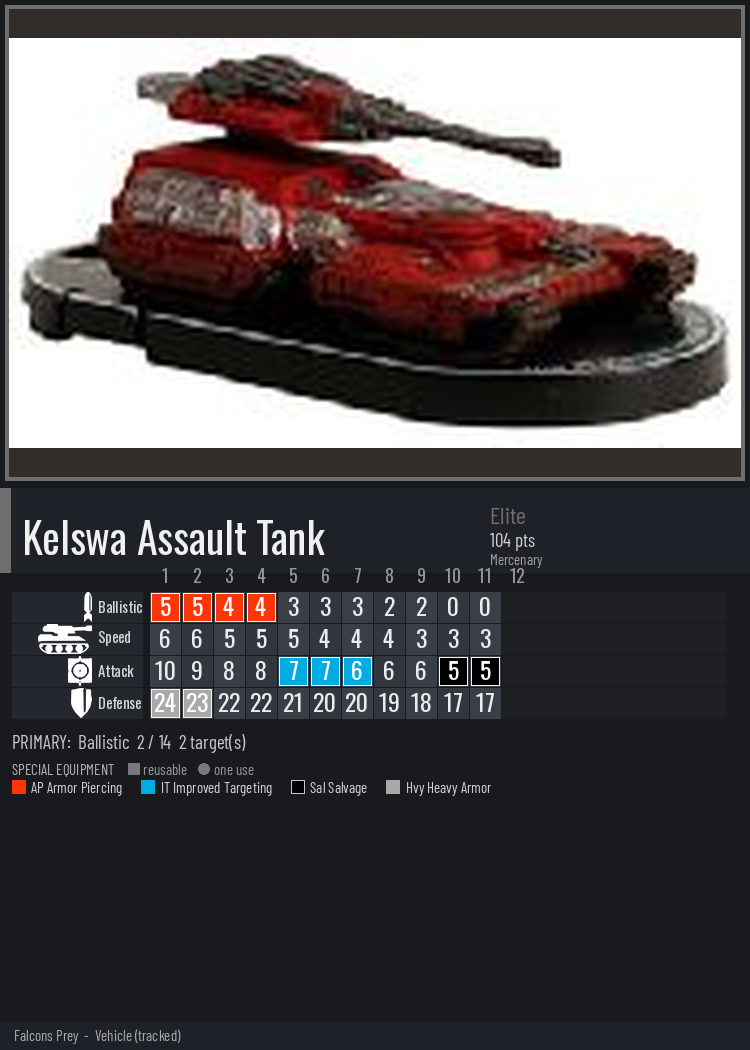 Kelswa Assault Tank
Elite
104 pts
Mercenary
1 2 3 4 5 6 7 8 9 10 11 12
Ballistic 5 5 4 4 3 3 3 2 2 0 0
Speed 6 6 5 5 5 4 4 4 3 3 3
Attack 10 9 8 8 7 7 6 6 6 5 5
Defense 24 23 22 22 21 20 20 19 18 17 17
PRIMARY: Ballistic 2 / 14 2 target(s)
SPECIAL EQUIPMENT reusable one use
AP Armor Piercing IT Improved Targeting Sal Salvage Hvy Heavy Armor
Falcons Prey - Vehicle (tracked)